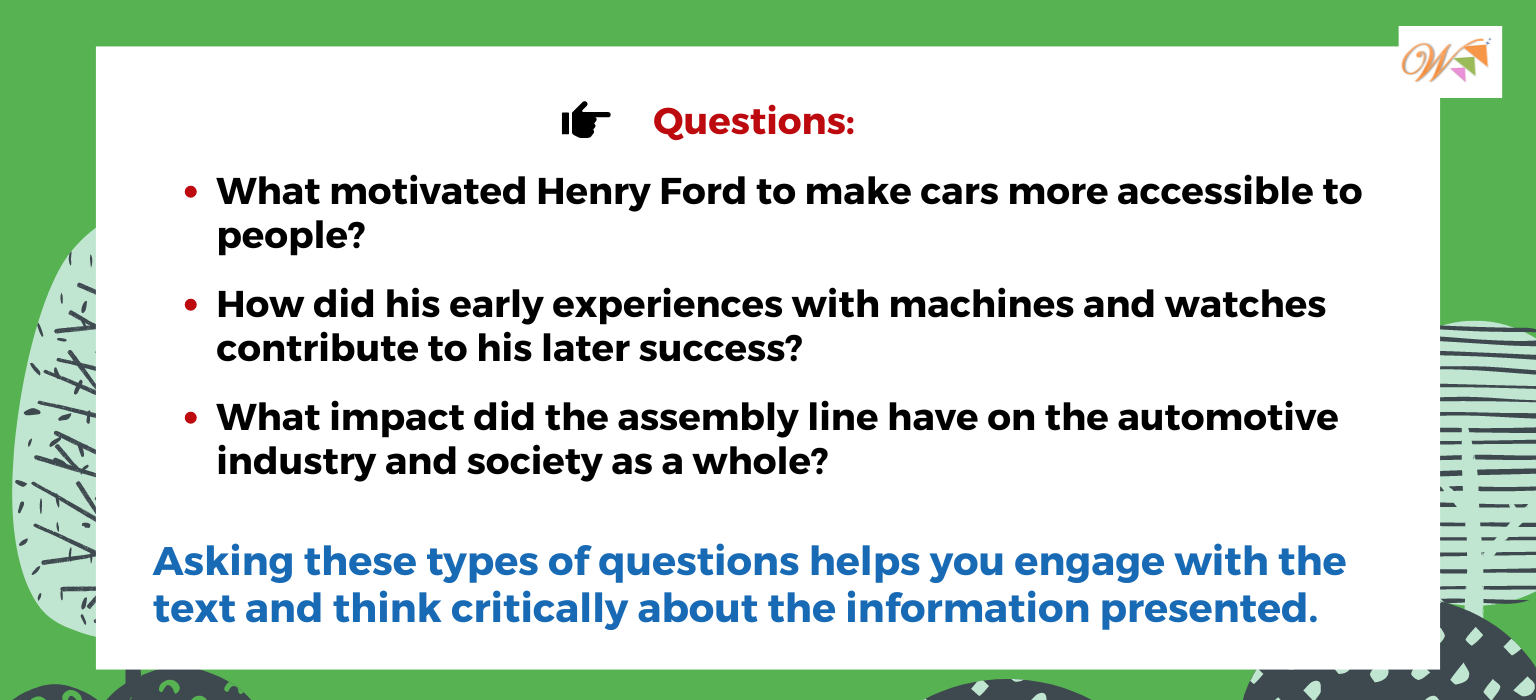 W
Questions:
• What motivated Henry Ford to make cars more accessible to
people?
• How did his early experiences with machines and watches
contribute to his later success?
• What impact did the assembly line have on the automotive
industry and society as a whole?
Asking these types of questions helps you engage with the
text and think critically about the information presented.